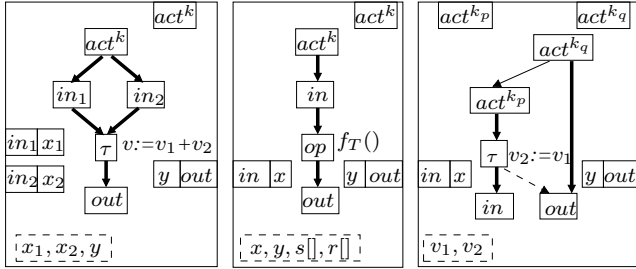 act^k
act^k
in_1 in_2
in_1 x_1 τ v:=v_1+v_2
in_2 x_2 out y out
x_1, x_2, y
act^k
act^k
in
op f_T()
in x out y out
x, y, s[], r[]
act^{k_p} act^{k_q}
act^{k_q}
act^{k_p}
τ v_2:=v_1
in x y out
in out
v_1, v_2